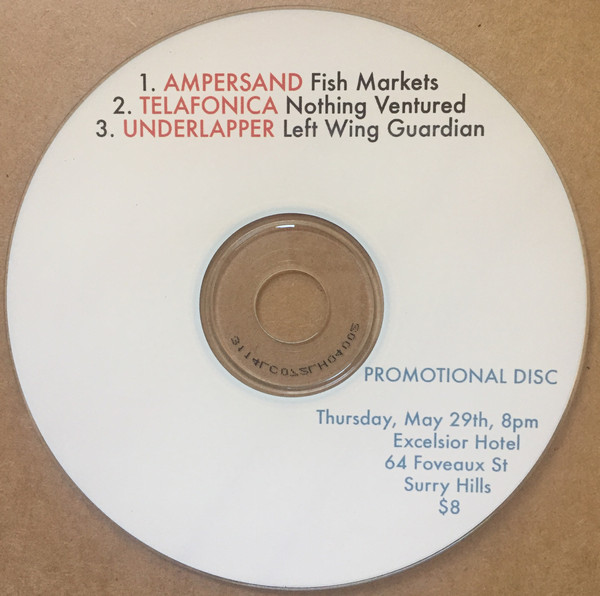 1. AMPERSAND Fish Markets
2. TELAFONICA Nothing Ventured
3. UNDERLAPPER Left Wing Guardian
PROMOTIONAL DISC
Thursday, May 29th, 8pm
Excelsior Hotel
64 Foveaux St
Surry Hills
$8